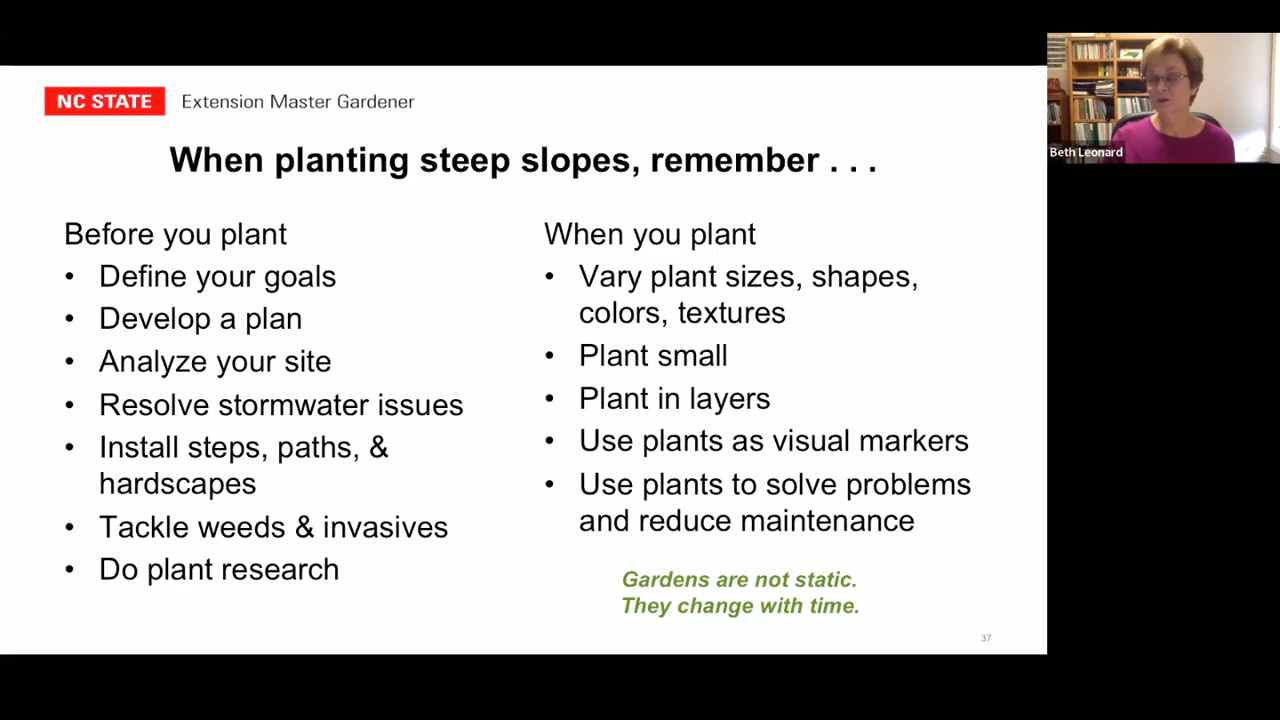 NC STATE Extension Master Gardener
When planting steep slopes, remember . . .
Before you plant
• Define your goals
• Develop a plan
• Analyze your site
• Resolve stormwater issues
• Install steps, paths, &
hardscapes
• Tackle weeds & invasives
• Do plant research
When you plant
• Vary plant sizes, shapes,
colors, textures
• Plant small
• Plant in layers
• Use plants as visual markers
• Use plants to solve problems
and reduce maintenance
Gardens are not static.
They change with time.
37
Beth Leonard